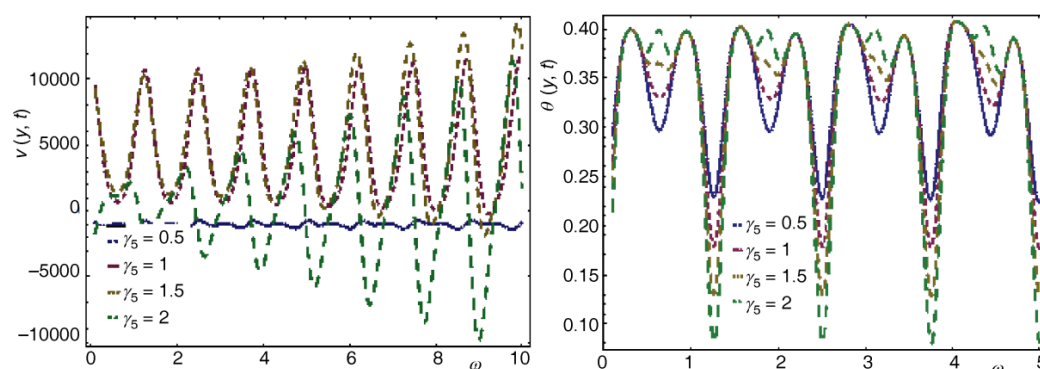 v (y, t)
10000
5000
0
−5000
−10000
γ5 = 0.5
γ5 = 1
γ5 = 1.5
γ5 = 2
0 2 4 6 8 10
ω
θ (y, t)
0.40
0.35
0.30
0.25
0.20
0.15
0.10
γ5 = 0.5
γ5 = 1
γ5 = 1.5
γ5 = 2
0 1 2 3 4 5
ω